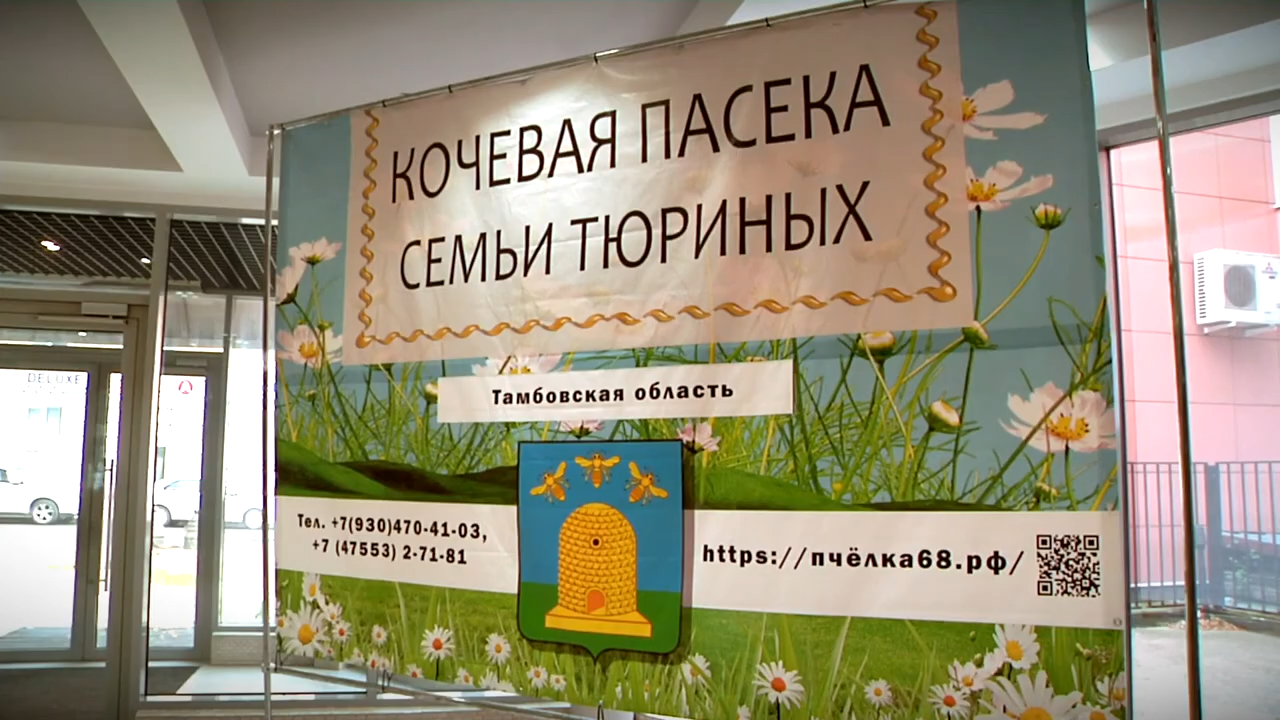 КОЧЕВАЯ ПАСЕКА
СЕМЬИ ТЮРИНЫХ
Тамбовская область
Тел. +7(930)470-41-03,
+7 (47553) 2-71-81
https://пчёлка68.рф/
DELUXE